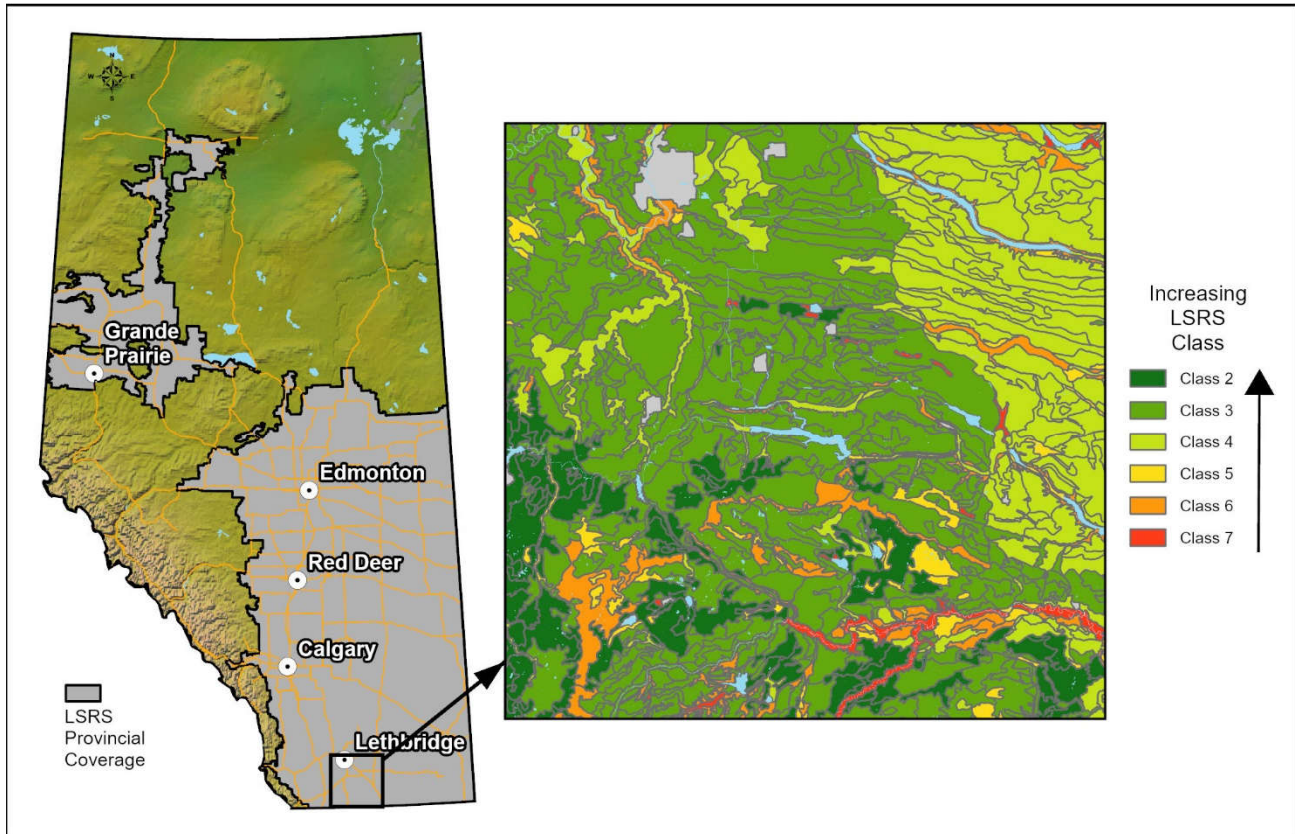 N
W E
S
Grande
Prairie
Edmonton
Red Deer
Calgary
Lethbridge
LSRS
Provincial
Coverage
Increasing
LSRS
Class
Class 2
Class 3
Class 4
Class 5
Class 6
Class 7